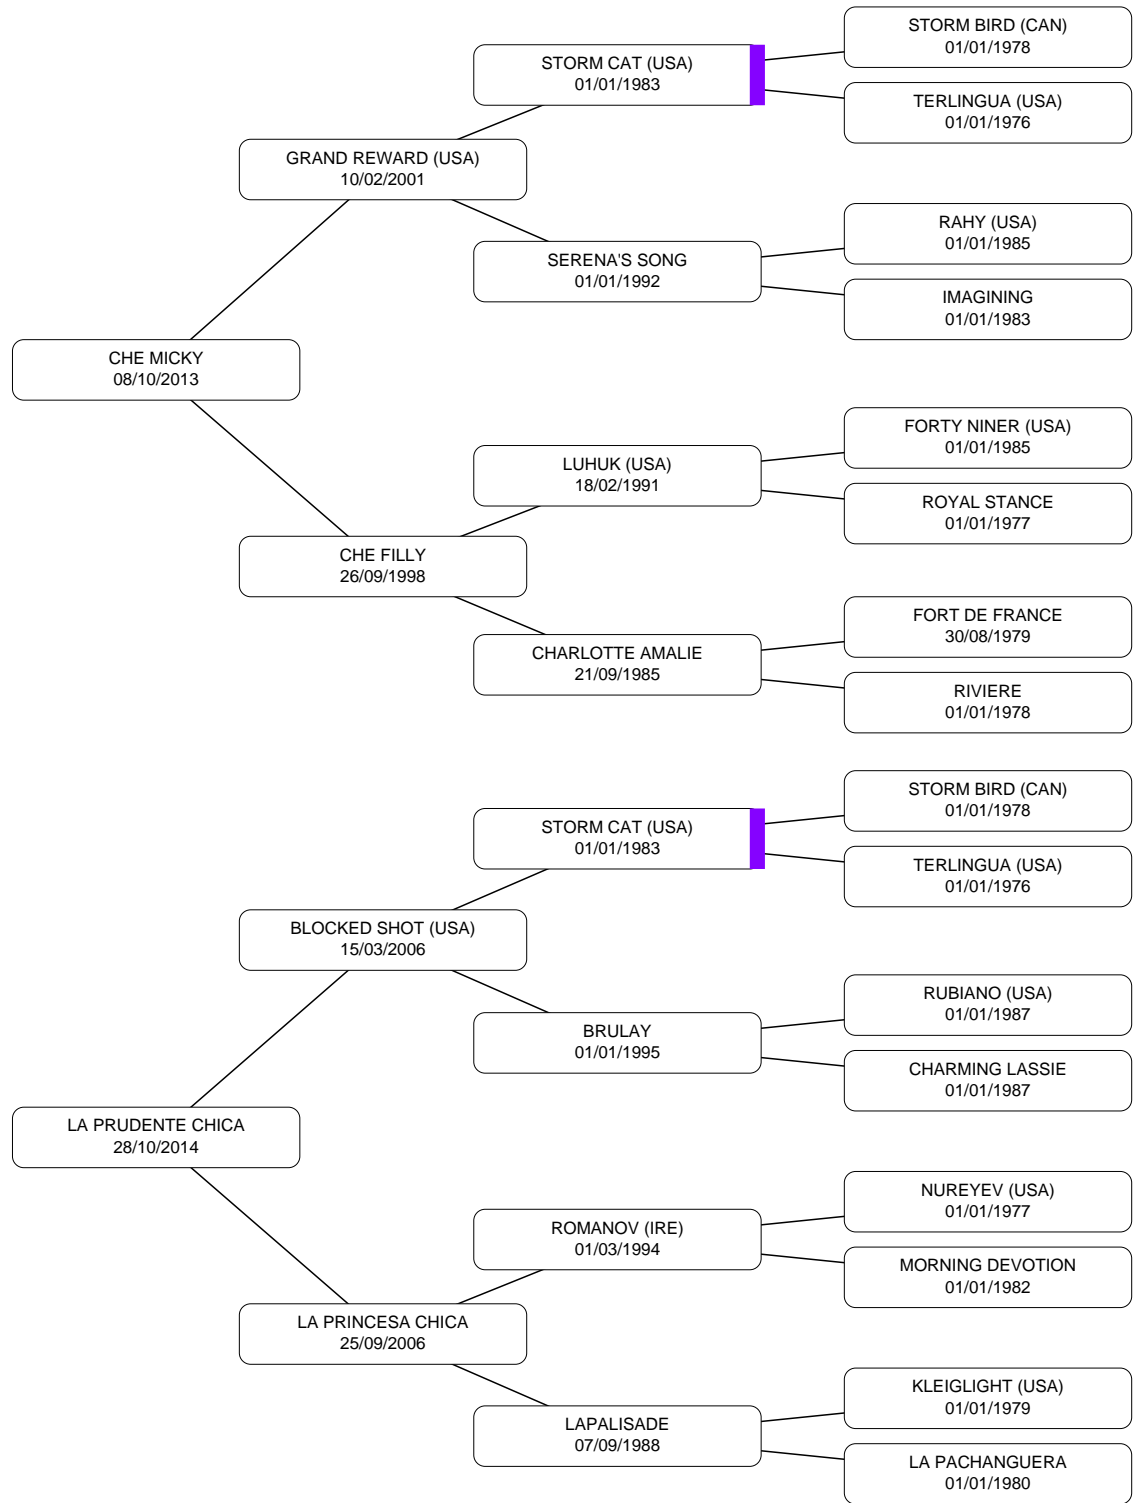 STORM BIRD (CAN)
01/01/1978
STORM CAT (USA)
01/01/1983
TERLINGUA (USA)
01/01/1976
GRAND REWARD (USA)
10/02/2001
RAHY (USA)
01/01/1985
SERENA'S SONG
01/01/1992
IMAGINING
01/01/1983
CHE MICKY
08/10/2013
FORTY NINER (USA)
01/01/1985
LUHUK (USA)
18/02/1991
ROYAL STANCE
01/01/1977
CHE FILLY
26/09/1998
FORT DE FRANCE
30/08/1979
CHARLOTTE AMALIE
21/09/1985
RIVIERE
01/01/1978
STORM BIRD (CAN)
01/01/1978
STORM CAT (USA)
01/01/1983
TERLINGUA (USA)
01/01/1976
BLOCKED SHOT (USA)
15/03/2006
RUBIANO (USA)
01/01/1987
BRULAY
01/01/1995
CHARMING LASSIE
01/01/1987
LA PRUDENTE CHICA
28/10/2014
NUREYEV (USA)
01/01/1977
ROMANOV (IRE)
01/03/1994
MORNING DEVOTION
01/01/1982
LA PRINCESA CHICA
25/09/2006
KLEIGLIGHT (USA)
01/01/1979
LAPALISADE
07/09/1988
LA PACHANGUERA
01/01/1980